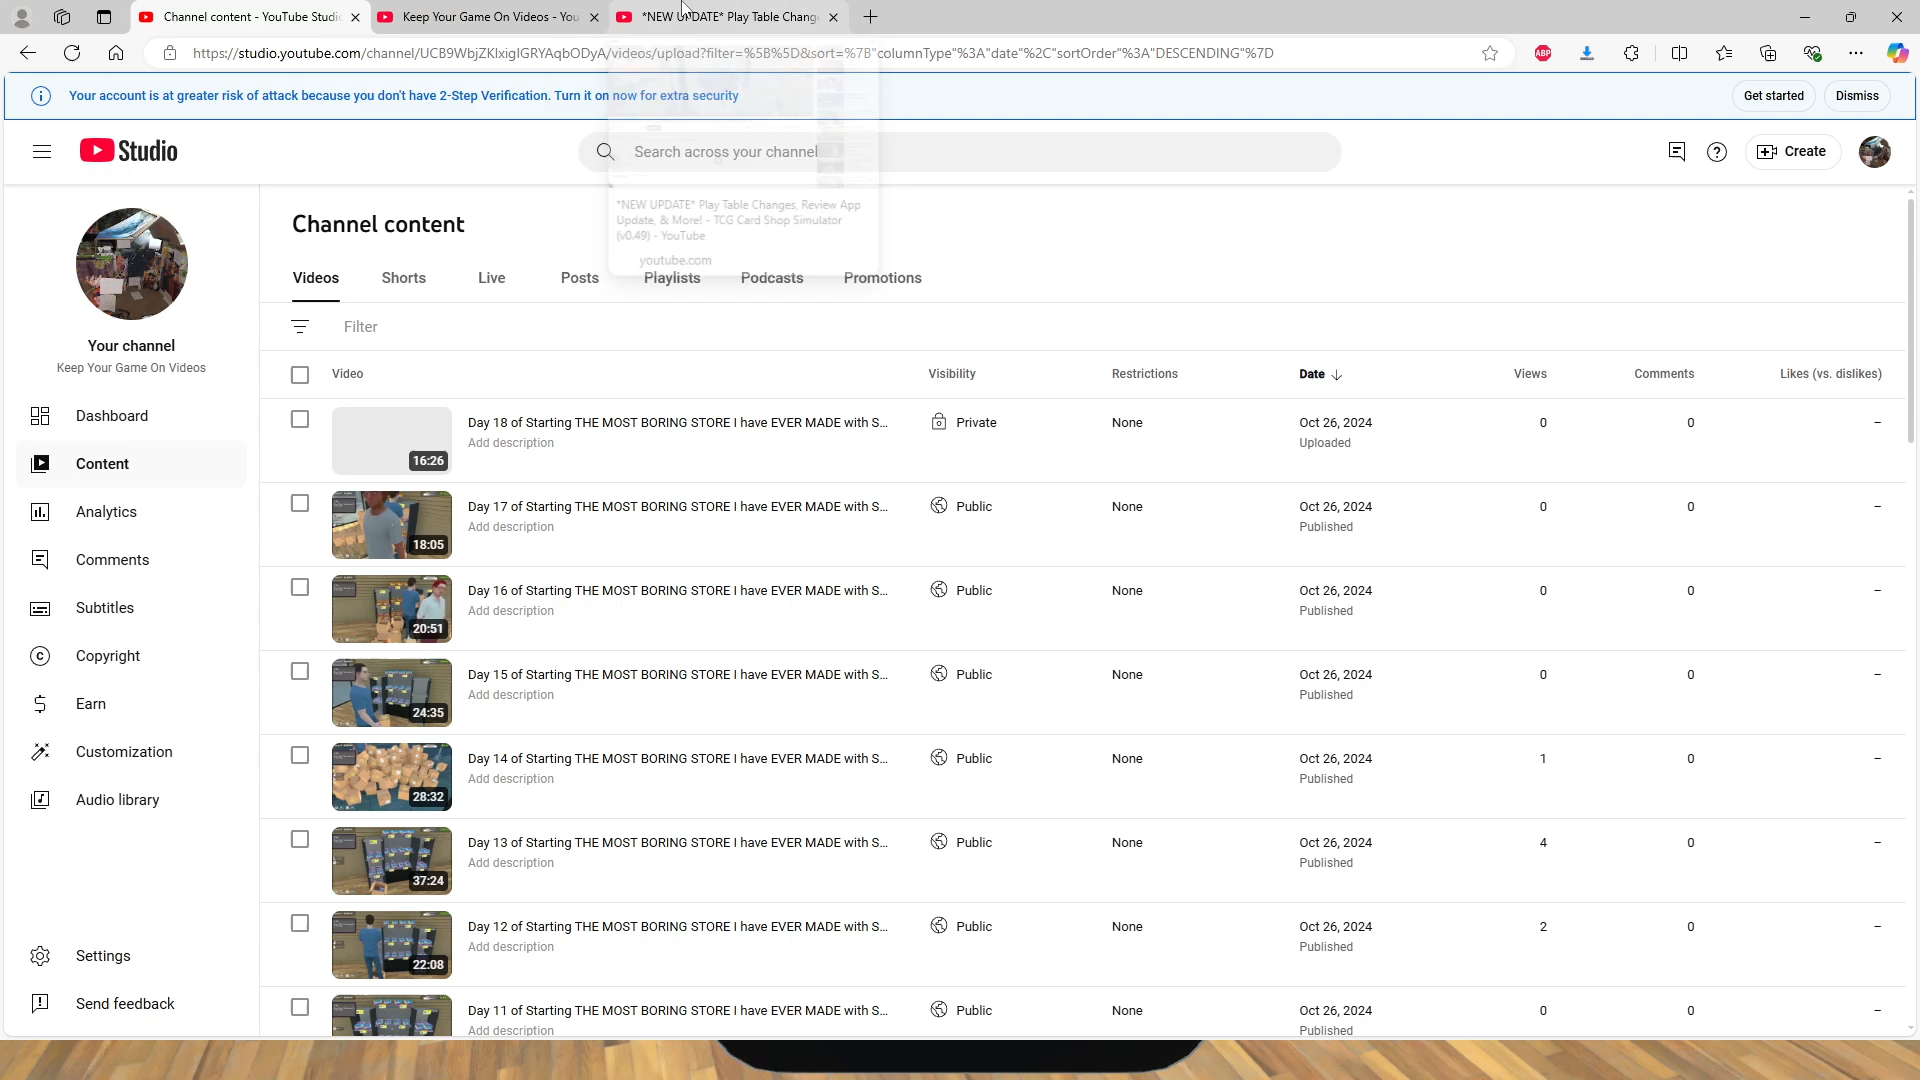 Channel content - YouTube Studio
Keep Your Game On Videos - You
*NEW UPDATE* Play Table Change
https://studio.youtube.com/channel/UCB9WbjZKlxiglGRYAqbODyA/videos/upload?filter=%5B%5D&sort=%7B"columnType"%3A"date"%2C"sortOrder"%3A"DESCENDING"%7D
ABP
Your account is at greater risk of attack because you don't have 2-Step Verification. Turn it on now for extra security
Get started
Dismiss
Studio
Search across your channel
Create
*NEW UPDATE* Play Table Changes, Review App
Update, & More! - TCG Card Shop Simulator
(v0.49) - YouTube
youtube.com
Your channel
Keep Your Game On Videos
Dashboard
Content
Analytics
Comments
Subtitles
Copyright
Earn
Customization
Audio library
Settings
Send feedback
Channel content
Videos Shorts Live Posts Playlists Podcasts Promotions
Filter
Video Visibility Restrictions Date Views Comments Likes (vs. dislikes)
16:26
Day 18 of Starting THE MOST BORING STORE I have EVER MADE with S... Private None Oct 26, 2024 0 0 –
Add description Uploaded
18:05
Day 17 of Starting THE MOST BORING STORE I have EVER MADE with S... Public None Oct 26, 2024 0 0 –
Add description Published
20:51
Day 16 of Starting THE MOST BORING STORE I have EVER MADE with S... Public None Oct 26, 2024 0 0 –
Add description Published
24:35
Day 15 of Starting THE MOST BORING STORE I have EVER MADE with S... Public None Oct 26, 2024 0 0 –
Add description Published
28:32
Day 14 of Starting THE MOST BORING STORE I have EVER MADE with S... Public None Oct 26, 2024 1 0 –
Add description Published
37:24
Day 13 of Starting THE MOST BORING STORE I have EVER MADE with S... Public None Oct 26, 2024 4 0 –
Add description Published
22:08
Day 12 of Starting THE MOST BORING STORE I have EVER MADE with S... Public None Oct 26, 2024 2 0 –
Add description Published
Day 11 of Starting THE MOST BORING STORE I have EVER MADE with S... Public None Oct 26, 2024 0 0 –
Add description Published